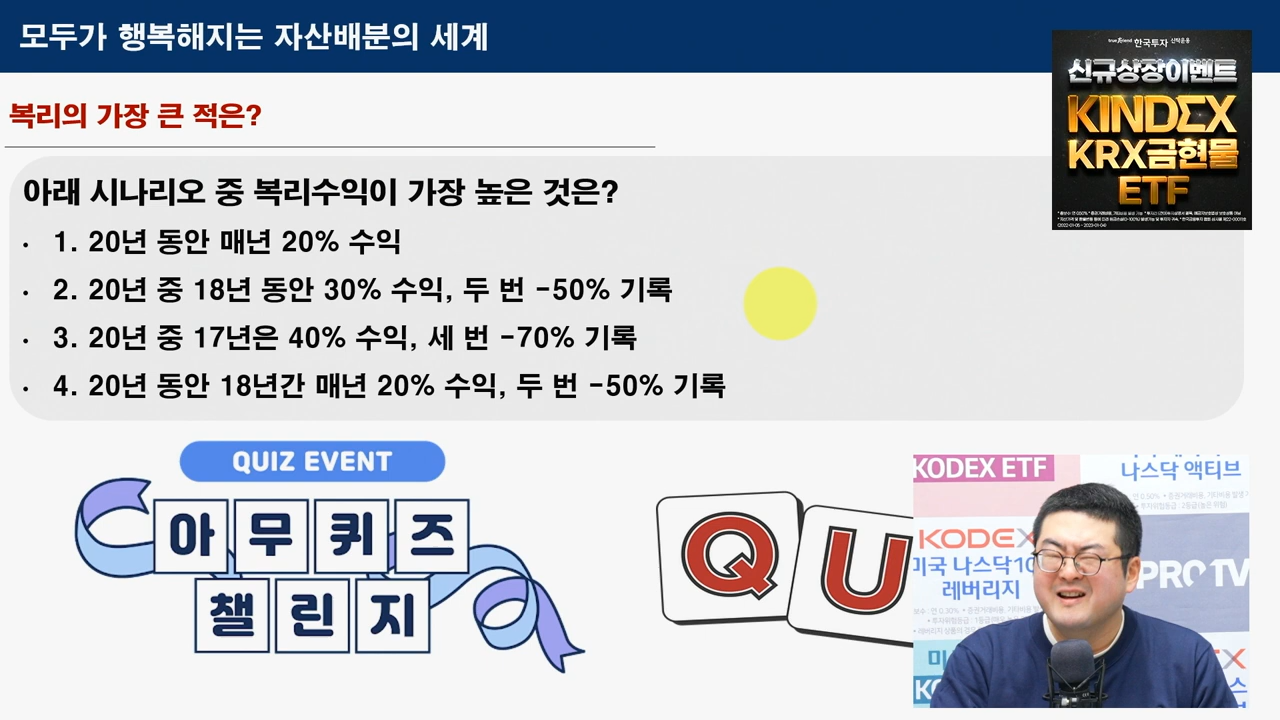 모두가 행복해지는 자산배분의 세계
true Friend 한국투자 신탁운용
신규상장이벤트
KINDEX
KRX금현물
ETF
복리의 가장 큰 적은?
아래 시나리오 중 복리수익이 가장 높은 것은?
· 1. 20년 동안 매년 20% 수익
· 2. 20년 중 18년 동안 30% 수익, 두 번 -50% 기록
· 3. 20년 중 17년은 40% 수익, 세 번 -70% 기록
· 4. 20년 동안 18년간 매년 20% 수익, 두 번 -50% 기록
QUIZ EVENT
아무퀴즈
챌린지
QU
KODEX ETF
나스닥 액티브
KODEX
미국 나스닥10
레버리지
PRO TV